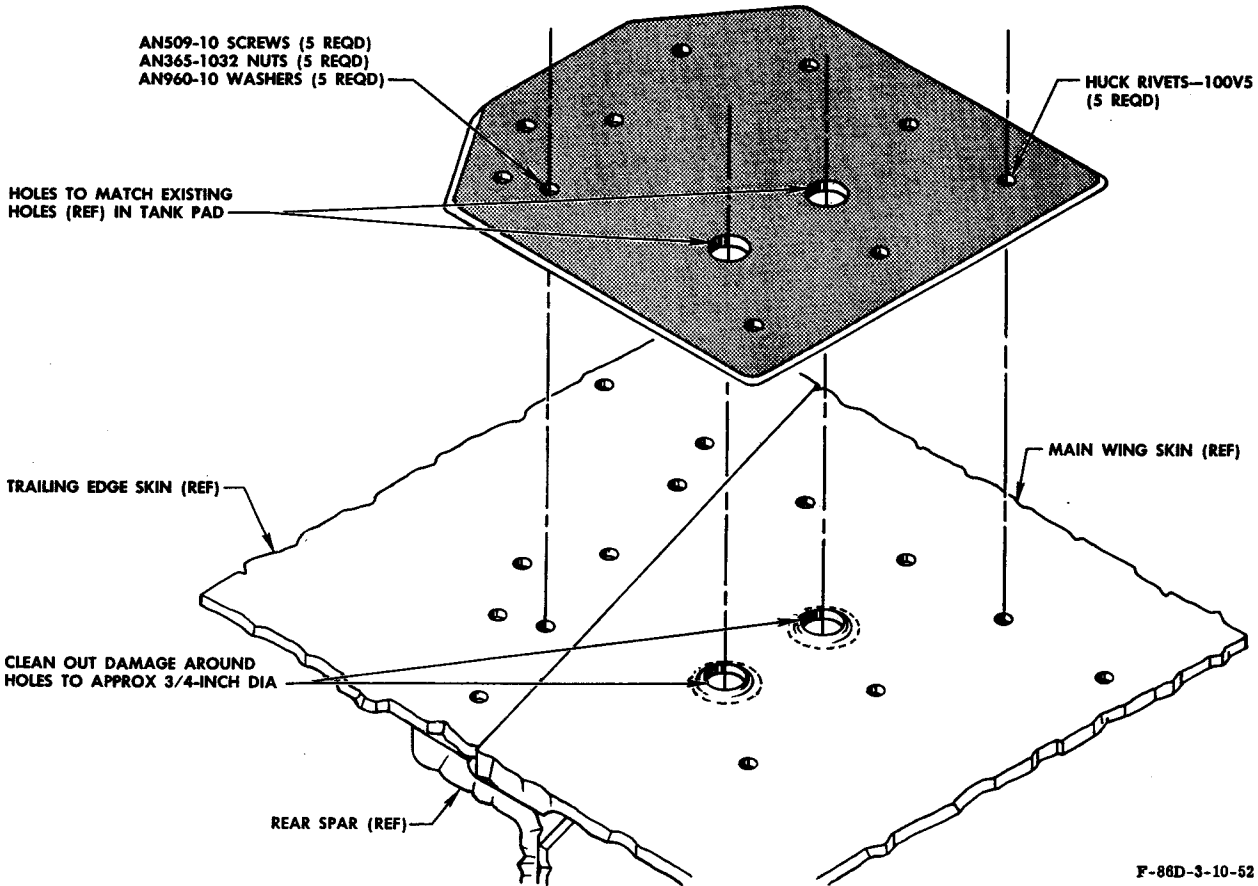 AN509-10 SCREWS (5 REQD)
AN365-1032 NUTS (5 REQD)
AN960-10 WASHERS (5 REQD)
HUCK RIVETS—100V5
(5 REQD)
HOLES TO MATCH EXISTING
HOLES (REF) IN TANK PAD
MAIN WING SKIN (REF)
TRAILING EDGE SKIN (REF)
CLEAN OUT DAMAGE AROUND
HOLES TO APPROX 3/4-INCH DIA
REAR SPAR (REF)
F-86D-3-10-52